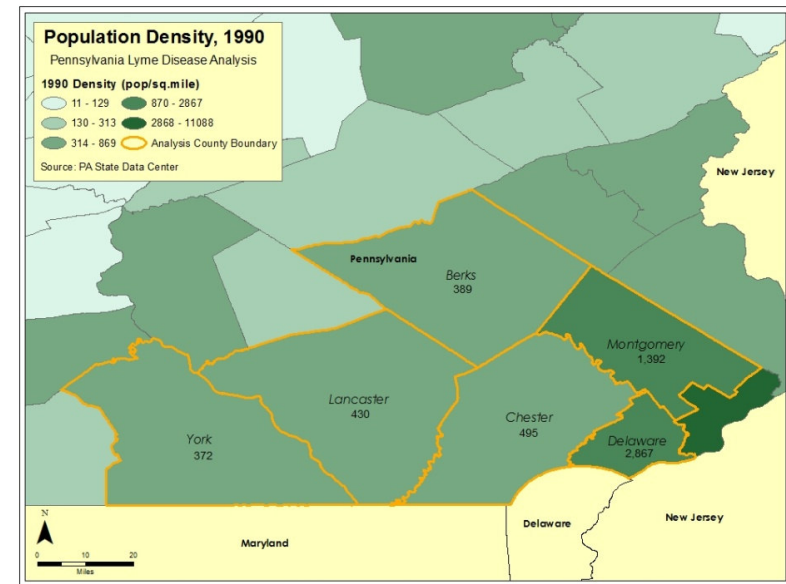 Population Density, 1990
Pennsylvania Lyme Disease Analysis
1990 Density (pop/sq.mile)
11 - 129 870 - 2867
130 - 313 2868 - 11088
314 - 869 Analysis County Boundary
Source: PA State Data Center
New Jersey
Pennsylvania
Berks
389
Montgomery
1,392
Lancaster
430
Chester
495
York
372
Delaware
2,867
N
0 10 20
Miles
Maryland
Delaware
New Jersey